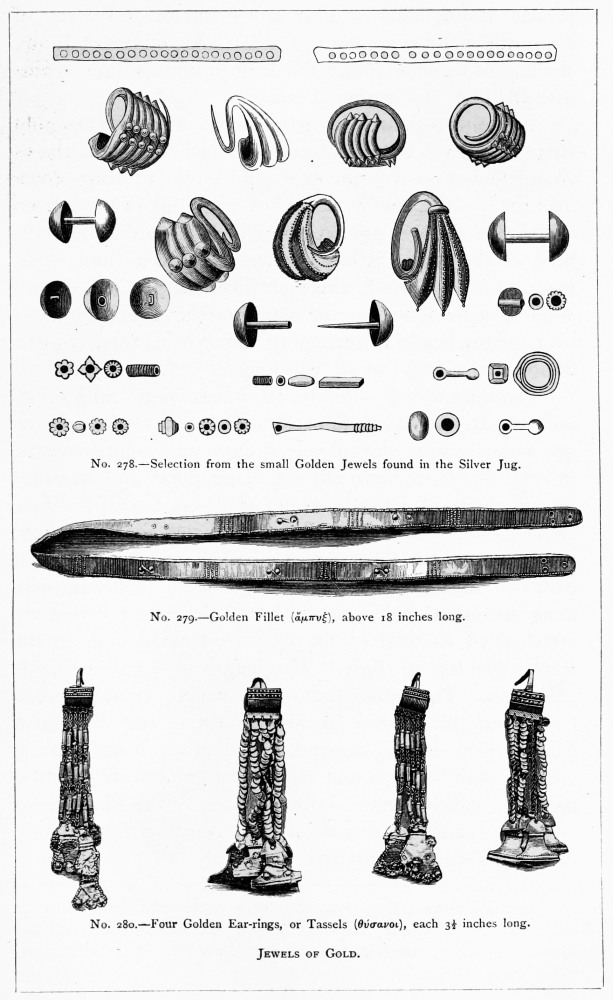 No. 278.—Selection from the small Golden Jewels found in the Silver Jug.
No. 279.—Golden Fillet (ἄμπυξ), above 18 inches long.
No. 280.—Four Golden Ear-rings, or Tassels (θύσανοι), each 3¼ inches long.
Jewels of Gold.